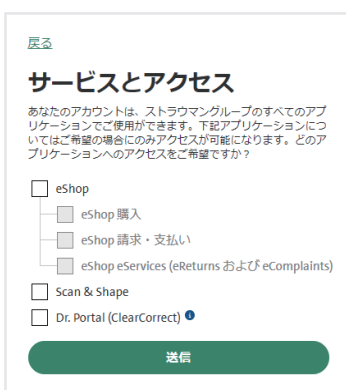 戻る
サービスとアクセス
あなたのアカウントは、ストラウマングループのすべてのアプ
リケーションでご使用ができます。下記アプリケーションにつ
いてはご希望の場合にのみアクセスが可能になります。どのア
プリケーションへのアクセスをご希望ですか？
eShop
eShop 購入
eShop 請求・支払い
eShop eServices (eReturns および eComplaints)
Scan & Shape
Dr. Portal (ClearCorrect) i
送信